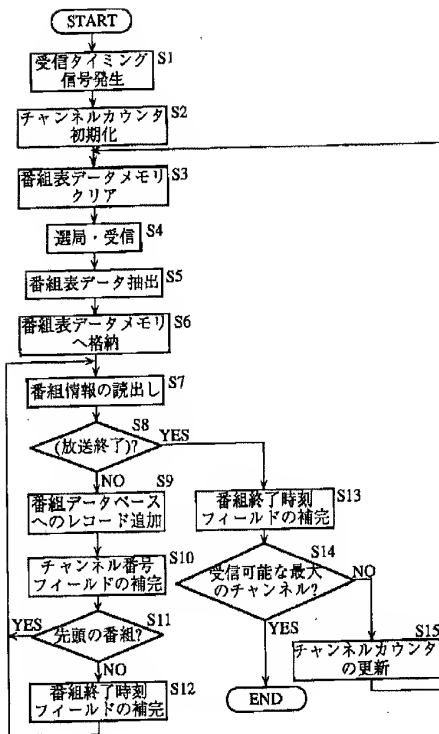 START
受信タイミング
信号発生
S1
チャンネルカウンタ
初期化
S2
番組表データメモリ
クリア
S3
選局・受信
S4
番組表データ抽出
S5
番組表データメモリ
へ格納
S6
番組情報の読出し
S7
(放送終了)?
S8
YES
NO
番組データベース
へのレコード追加
S9
チャンネル番号
フィールドの補完
S10
先頭の番組?
S11
YES
NO
番組終了時刻
フィールドの補完
S12
番組終了時刻
フィールドの補完
S13
受信可能な最大
のチャンネル?
S14
NO
YES
チャンネルカウンタ
の更新
S15
END